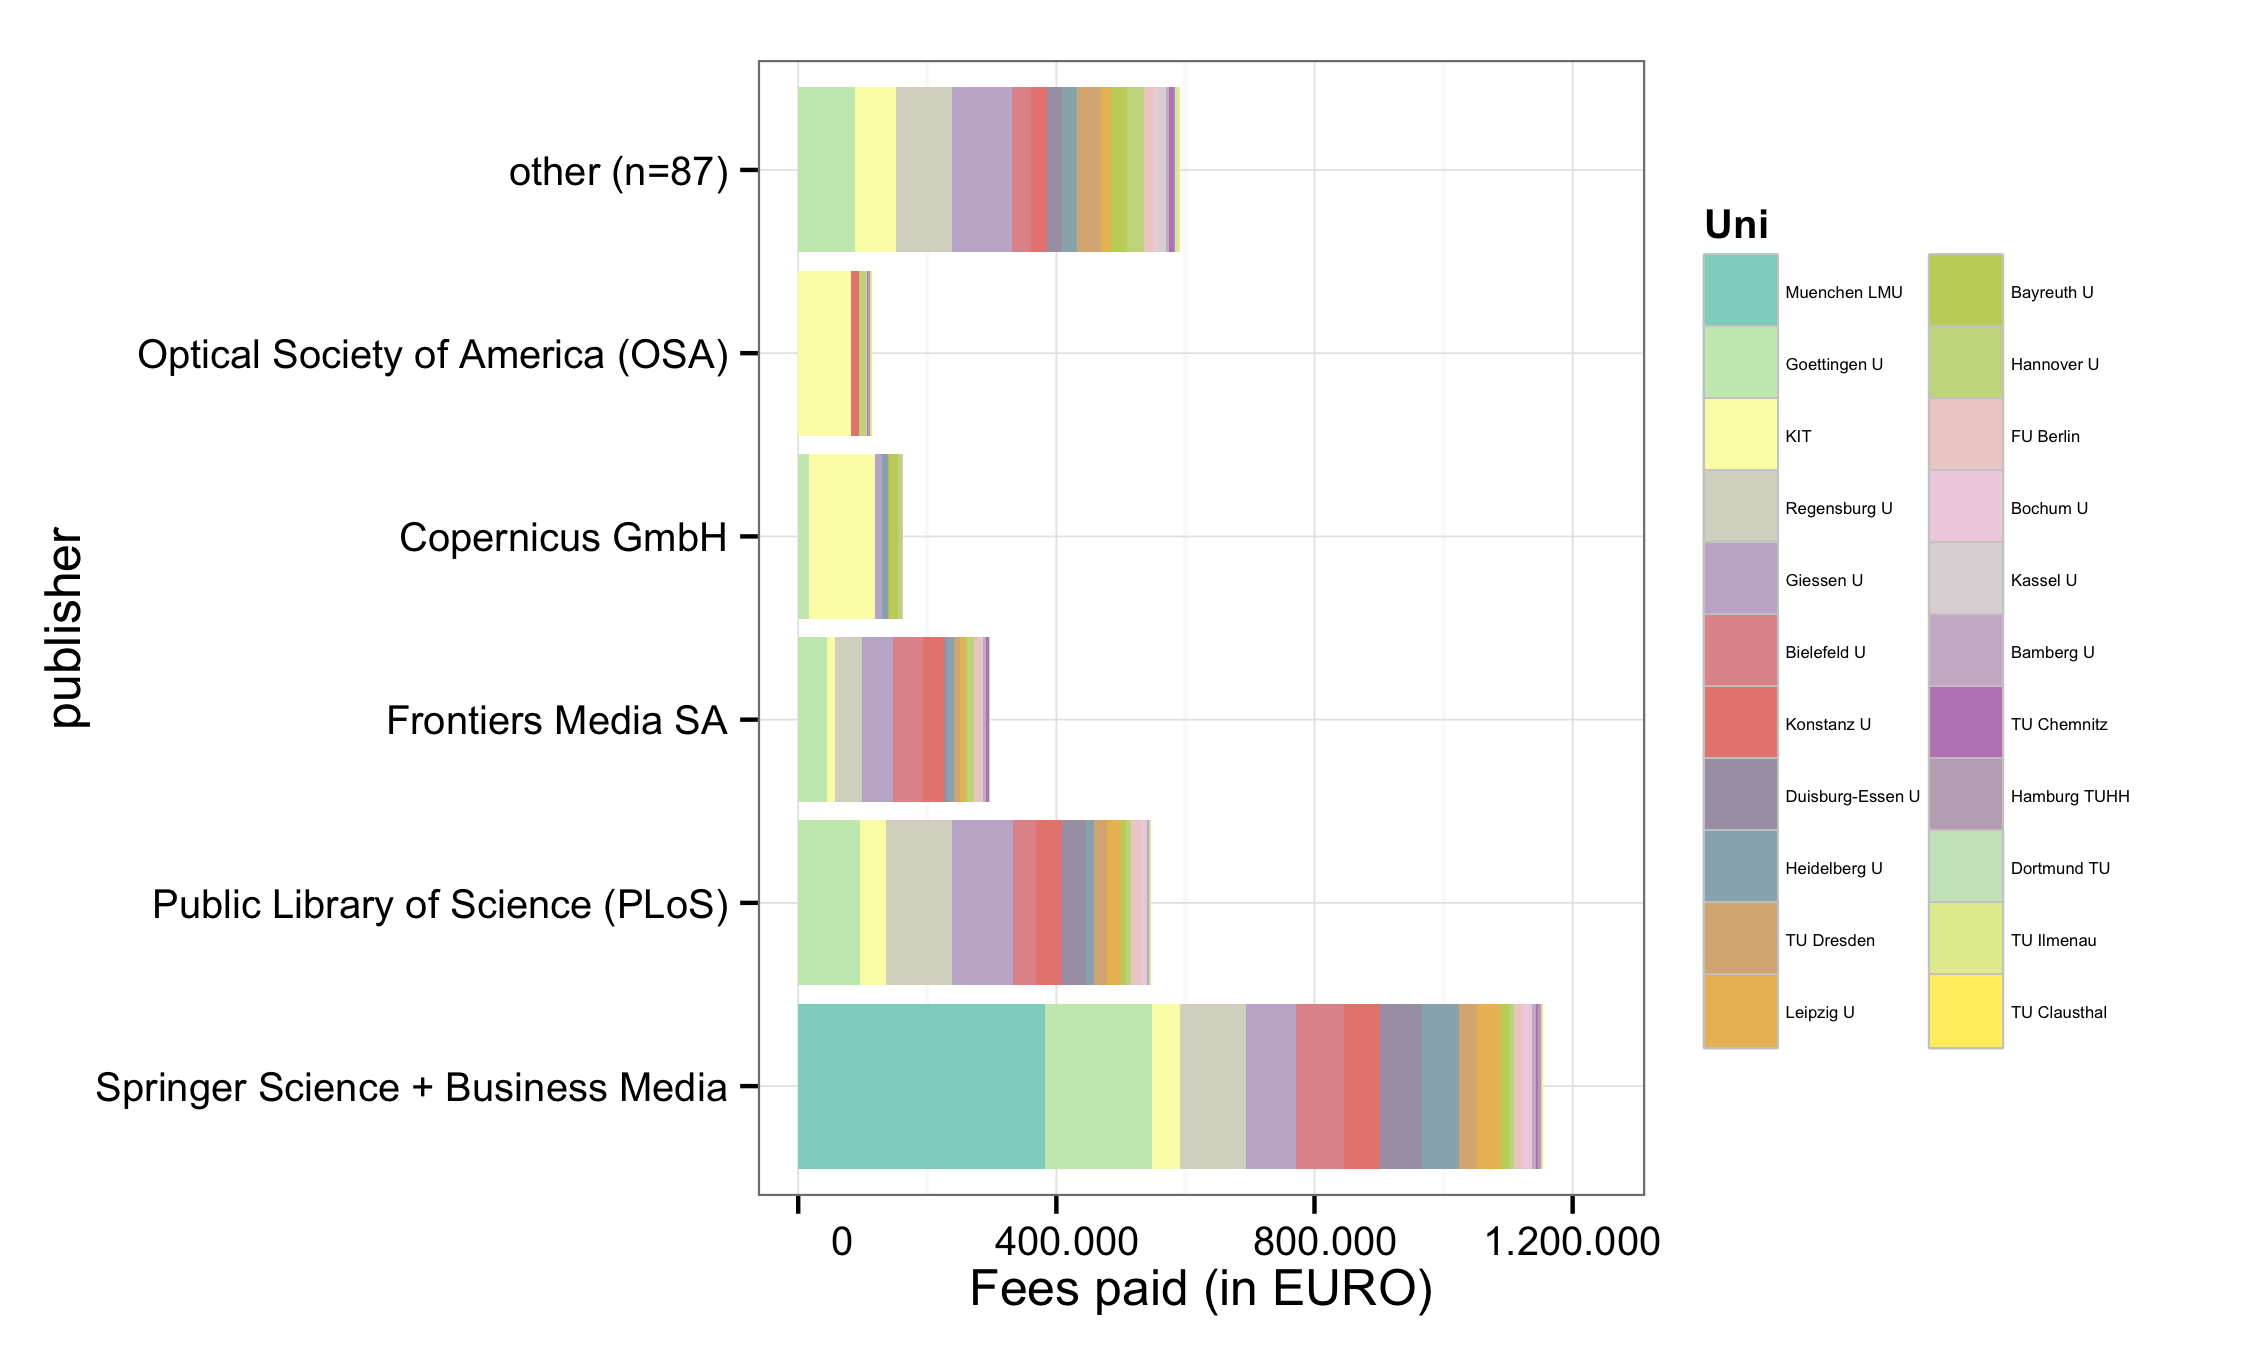 other (n=87)
Optical Society of America (OSA)
Copernicus GmbH
Frontiers Media SA
Public Library of Science (PLoS)
Springer Science + Business Media
publisher
0
400.000
800.000
1.200.000
Fees paid (in EURO)
Uni
Muenchen LMU
Goettingen U
KIT
Regensburg U
Giessen U
Bielefeld U
Konstanz U
Duisburg-Essen U
Heidelberg U
TU Dresden
Leipzig U
Bayreuth U
Hannover U
FU Berlin
Bochum U
Kassel U
Bamberg U
TU Chemnitz
Hamburg TUHH
Dortmund TU
TU Ilmenau
TU Clausthal